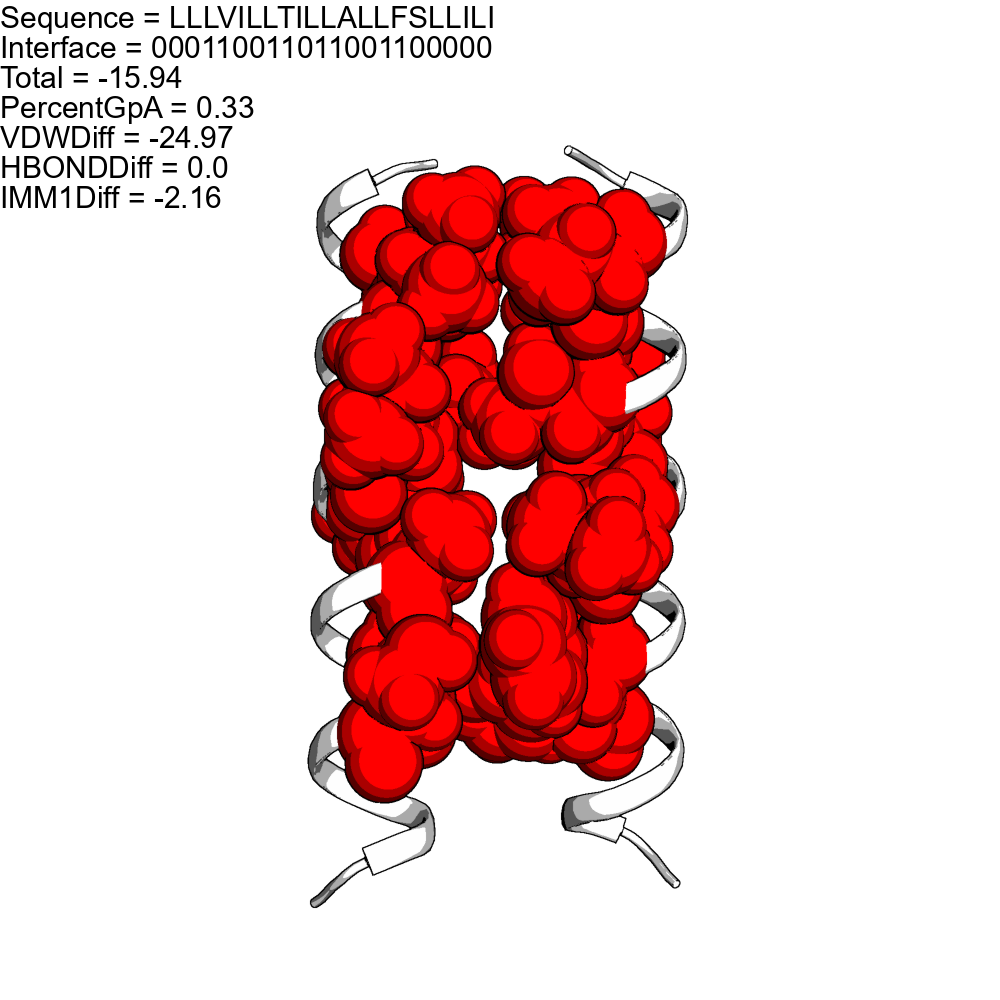 Sequence = LLLVILLTILLALLFSLLILI
Interface = 000110011011001100000
Total = -15.94
PercentGpA = 0.33
VDWDiff = -24.97
HBONDDiff = 0.0
IMM1Diff = -2.16